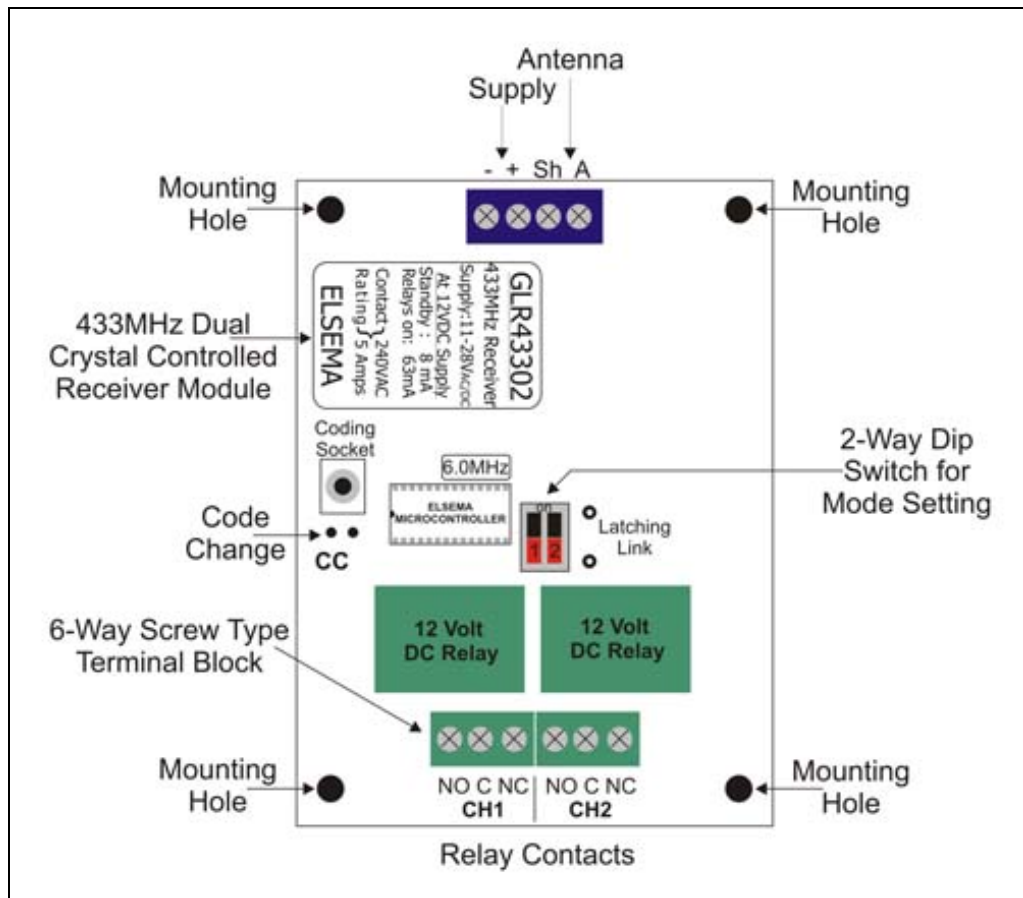 Antenna
Supply
- + Sh A
Mounting
Hole
Mounting
Hole
433MHz Dual
Crystal Controlled
Receiver Module
GLR43302
433MHz Receiver
Supply:11-28VAC/DC
At 12VDC Supply
Standby : 8 mA
Relays on: 63mA
Contact } 240VAC
Rating } 5 Amps
ELSEMA
Coding
Socket
6.0MHz
ELSEMA
MICROCONTROLLER
on
1 2
Latching
Link
2-Way Dip
Switch for
Mode Setting
Code
Change
CC
6-Way Screw Type
Terminal Block
12 Volt
DC Relay
12 Volt
DC Relay
Mounting
Hole
Mounting
Hole
NO C NC NO C NC
CH1 CH2
Relay Contacts